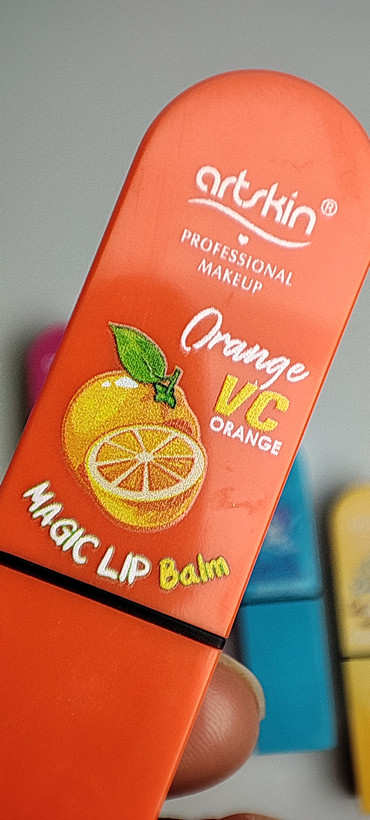 artskin®
PROFESSIONAL
MAKEUP
Orange
VC
ORANGE
MAGIC LIP Balm